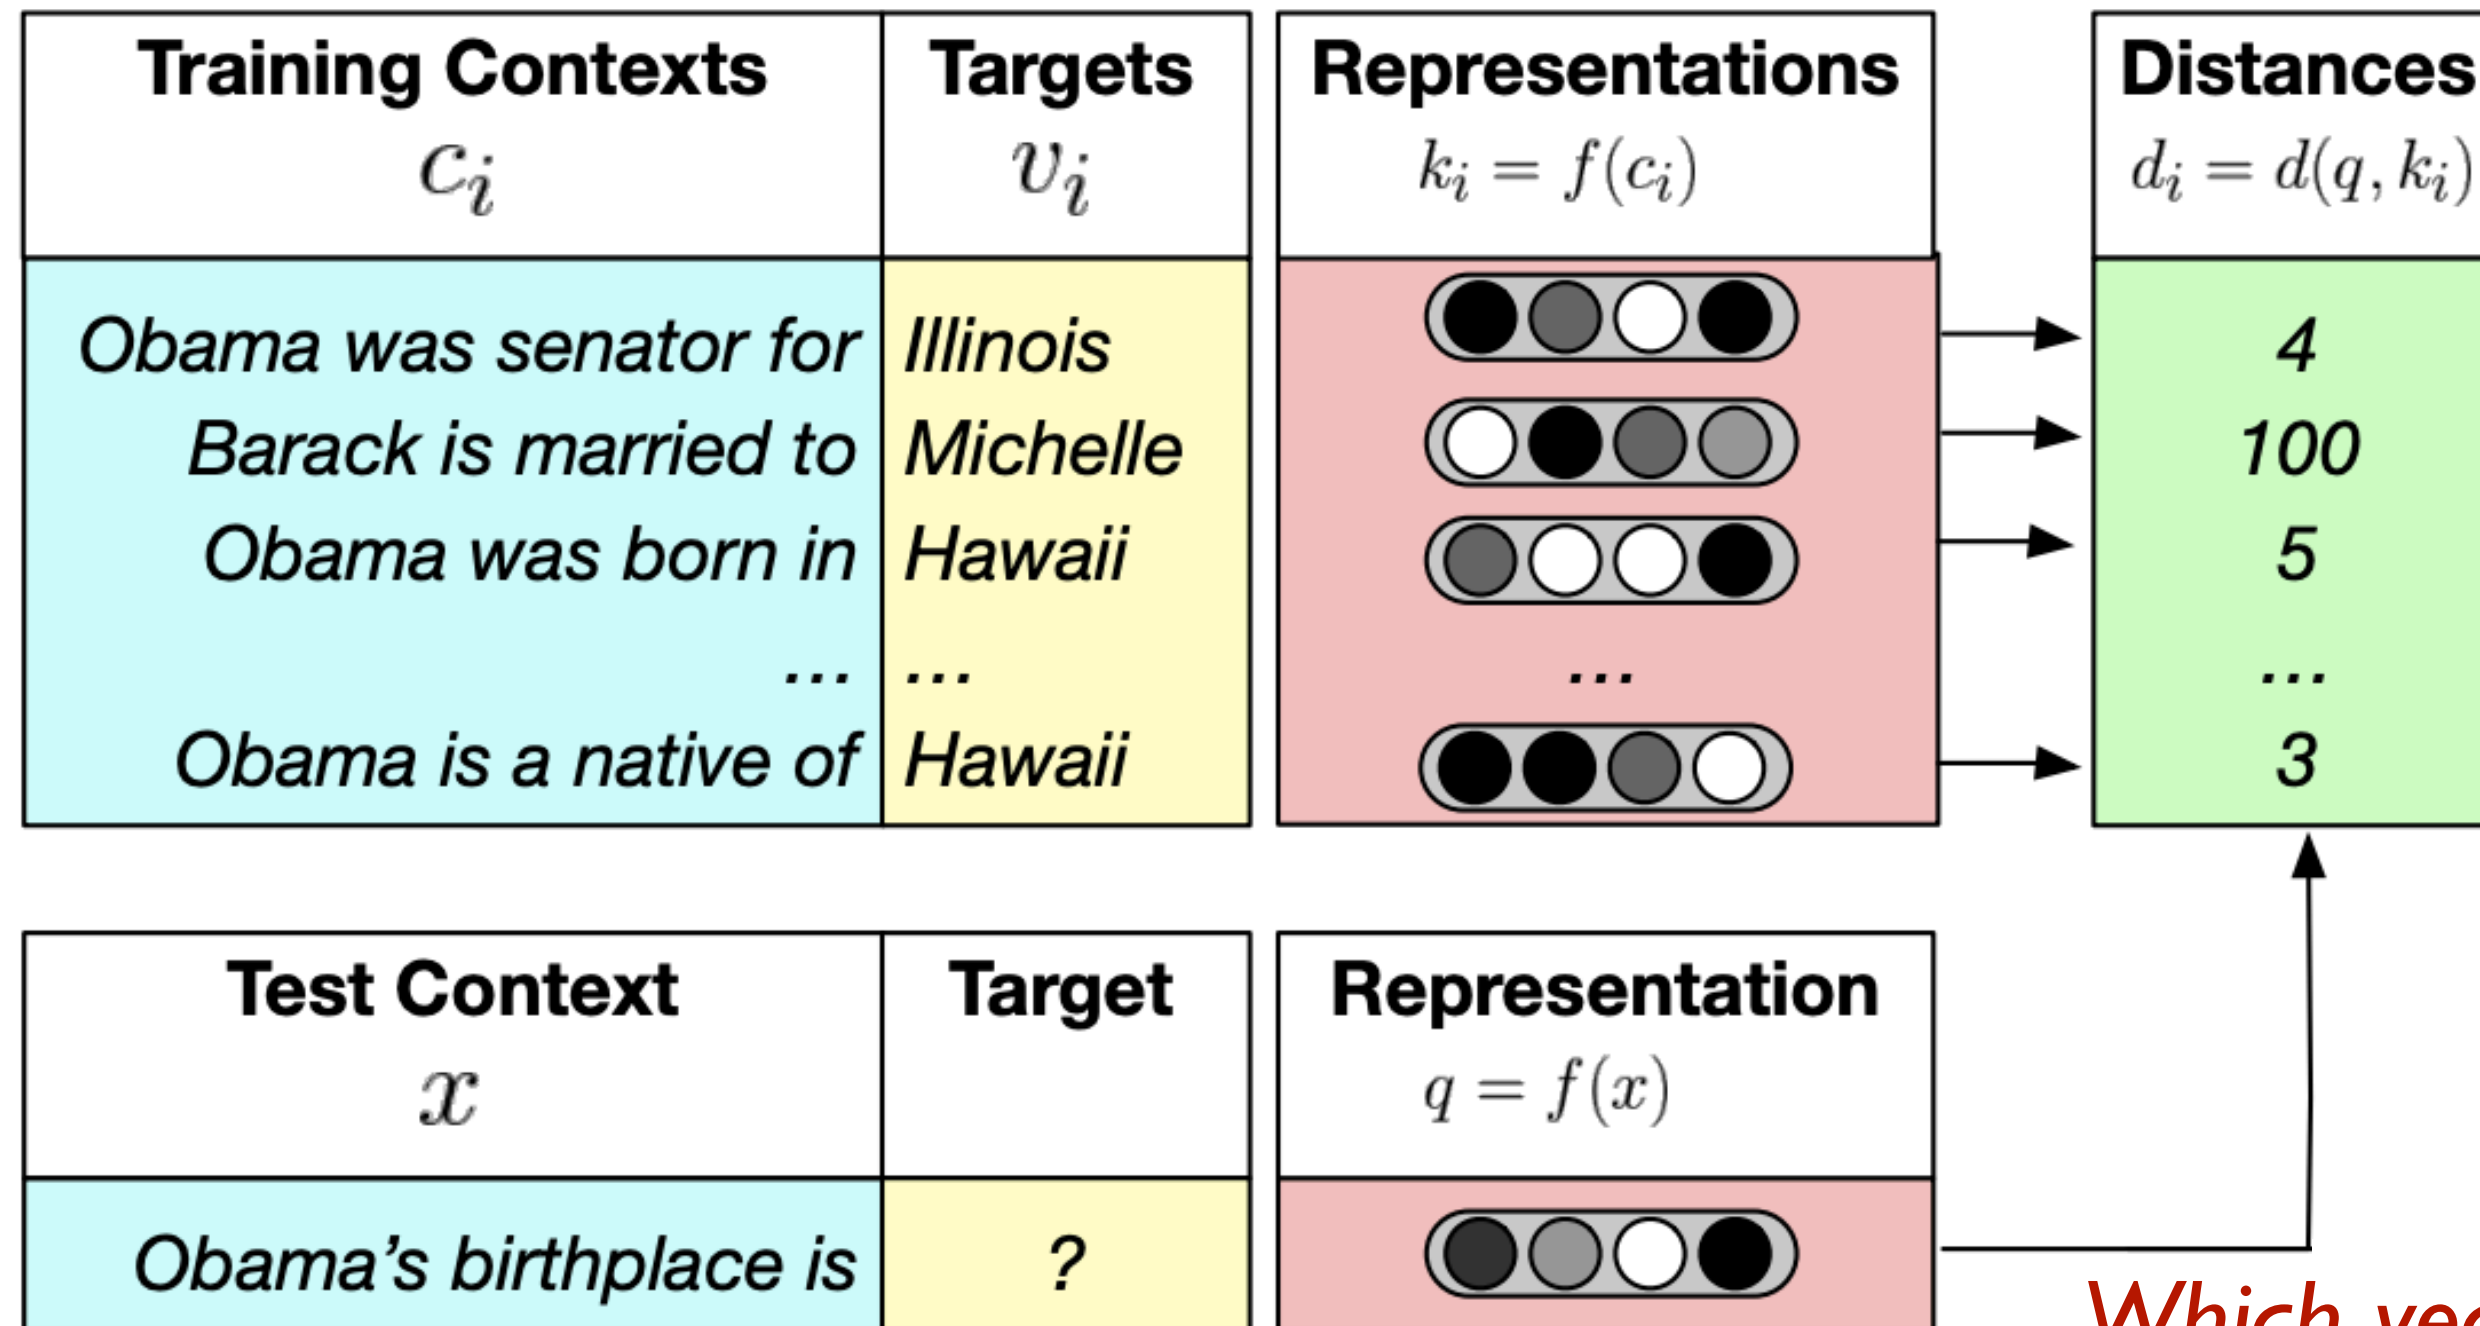 Training Contexts Targets Representations Distances
c_i v_i k_i = f(c_i) d_i = d(q, k_i)
Obama was senator for Illinois 4
Barack is married to Michelle 100
Obama was born in Hawaii 5
... ... ... ...
Obama is a native of Hawaii 3
Test Context Target Representation
x q = f(x)
Obama’s birthplace is ?
Which